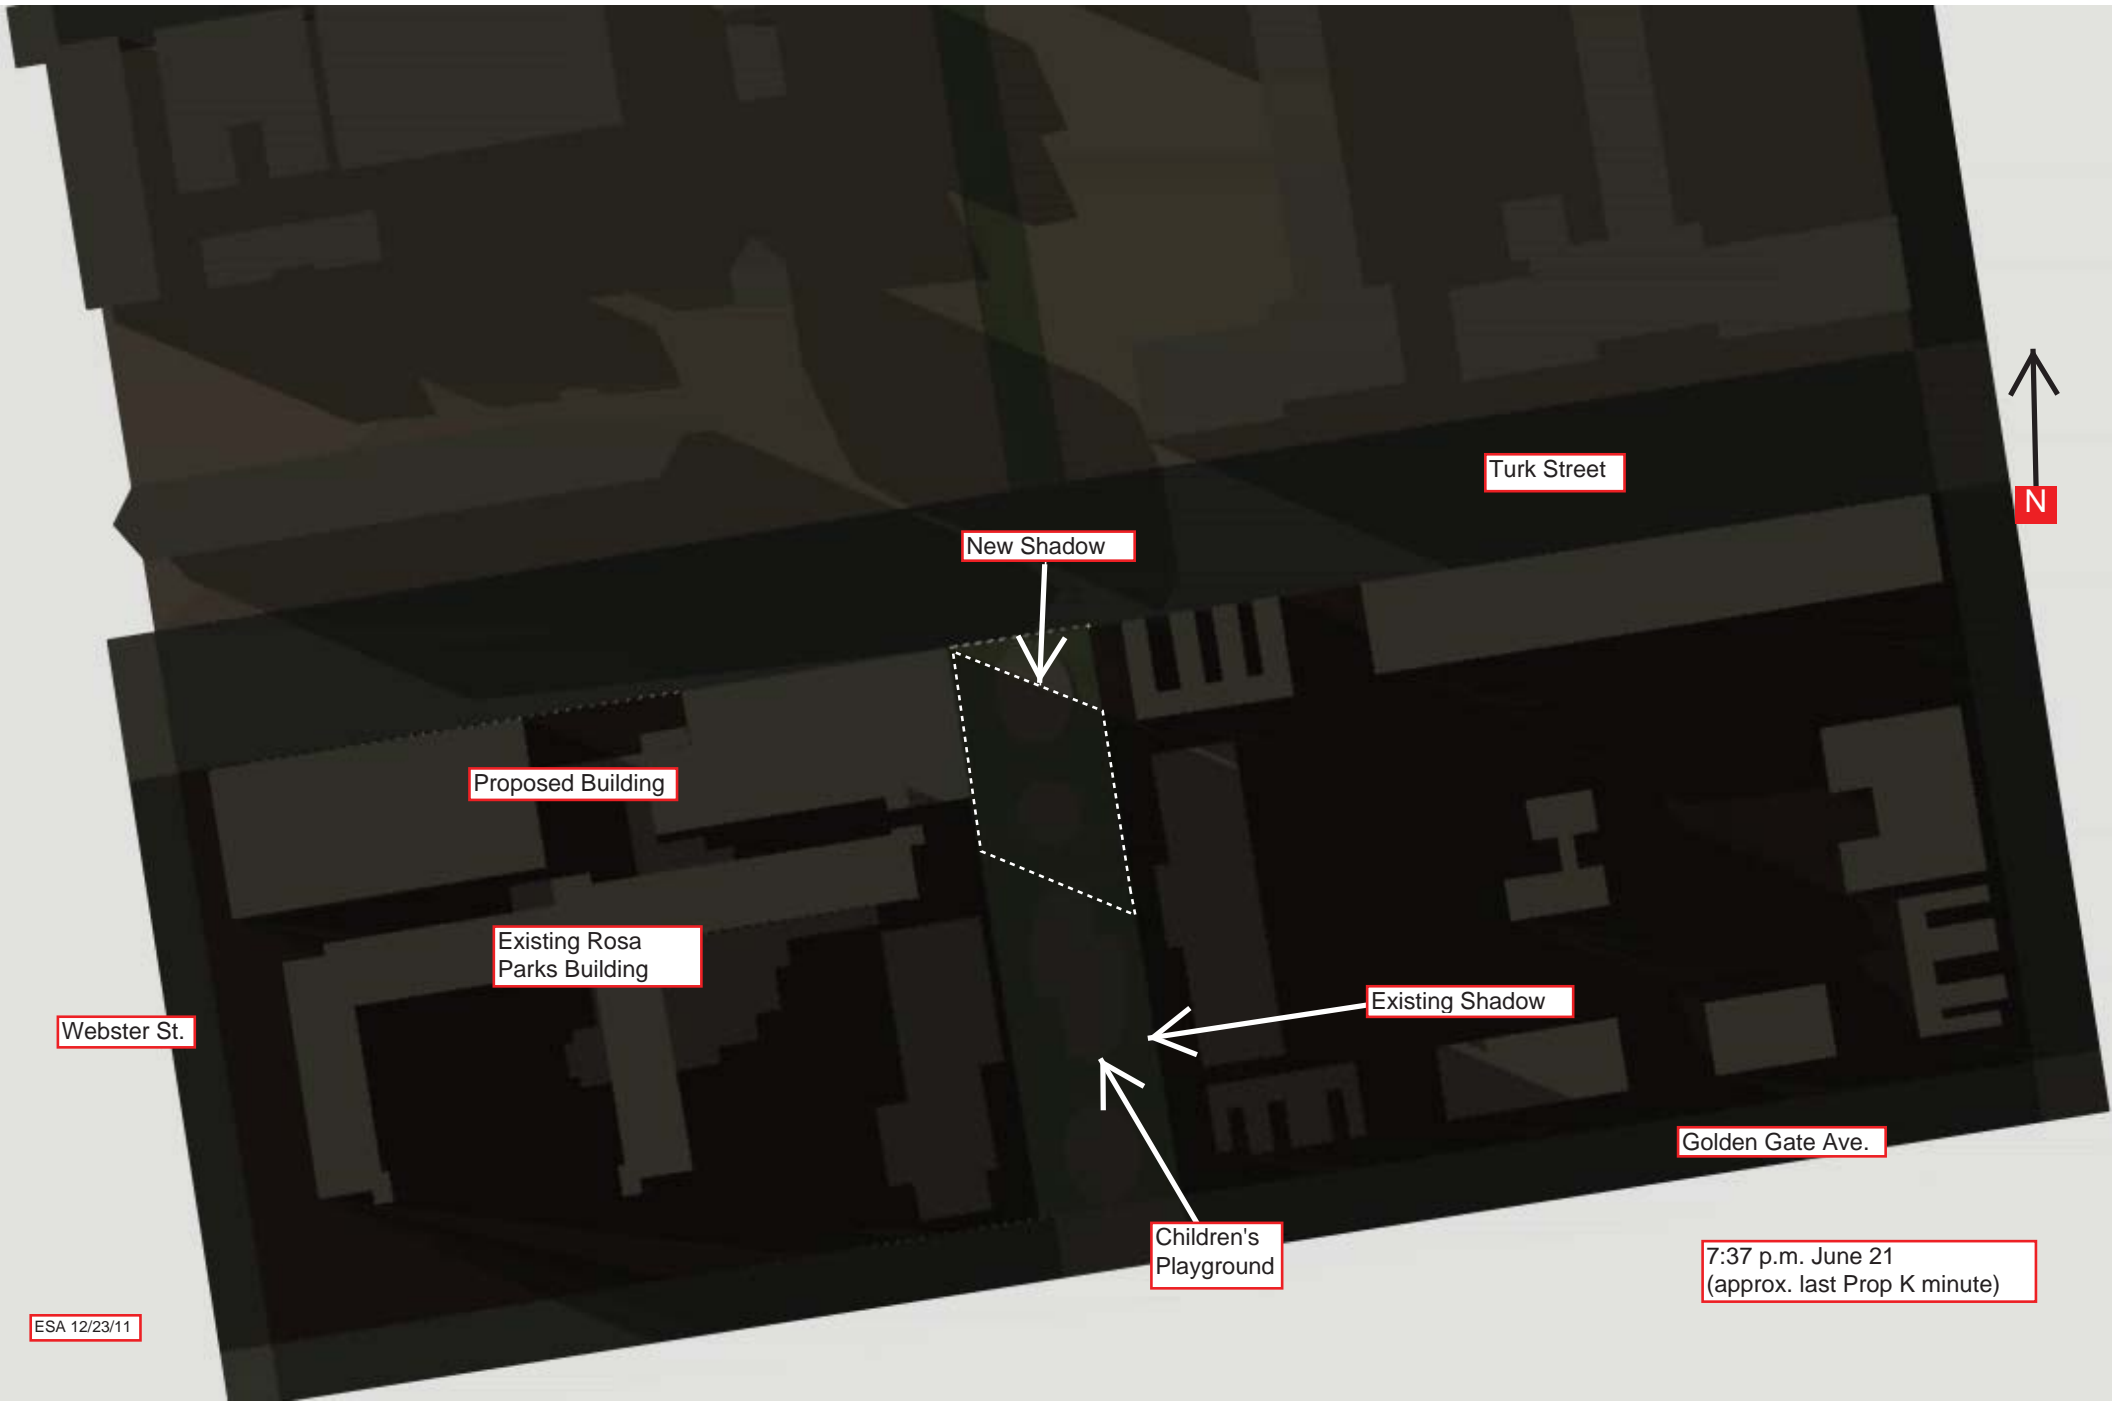 Turk Street
N
New Shadow
Proposed Building
Existing Rosa
Parks Building
Existing Shadow
Webster St.
Golden Gate Ave.
Children's
Playground
7:37 p.m. June 21
(approx. last Prop K minute)
ESA 12/23/11